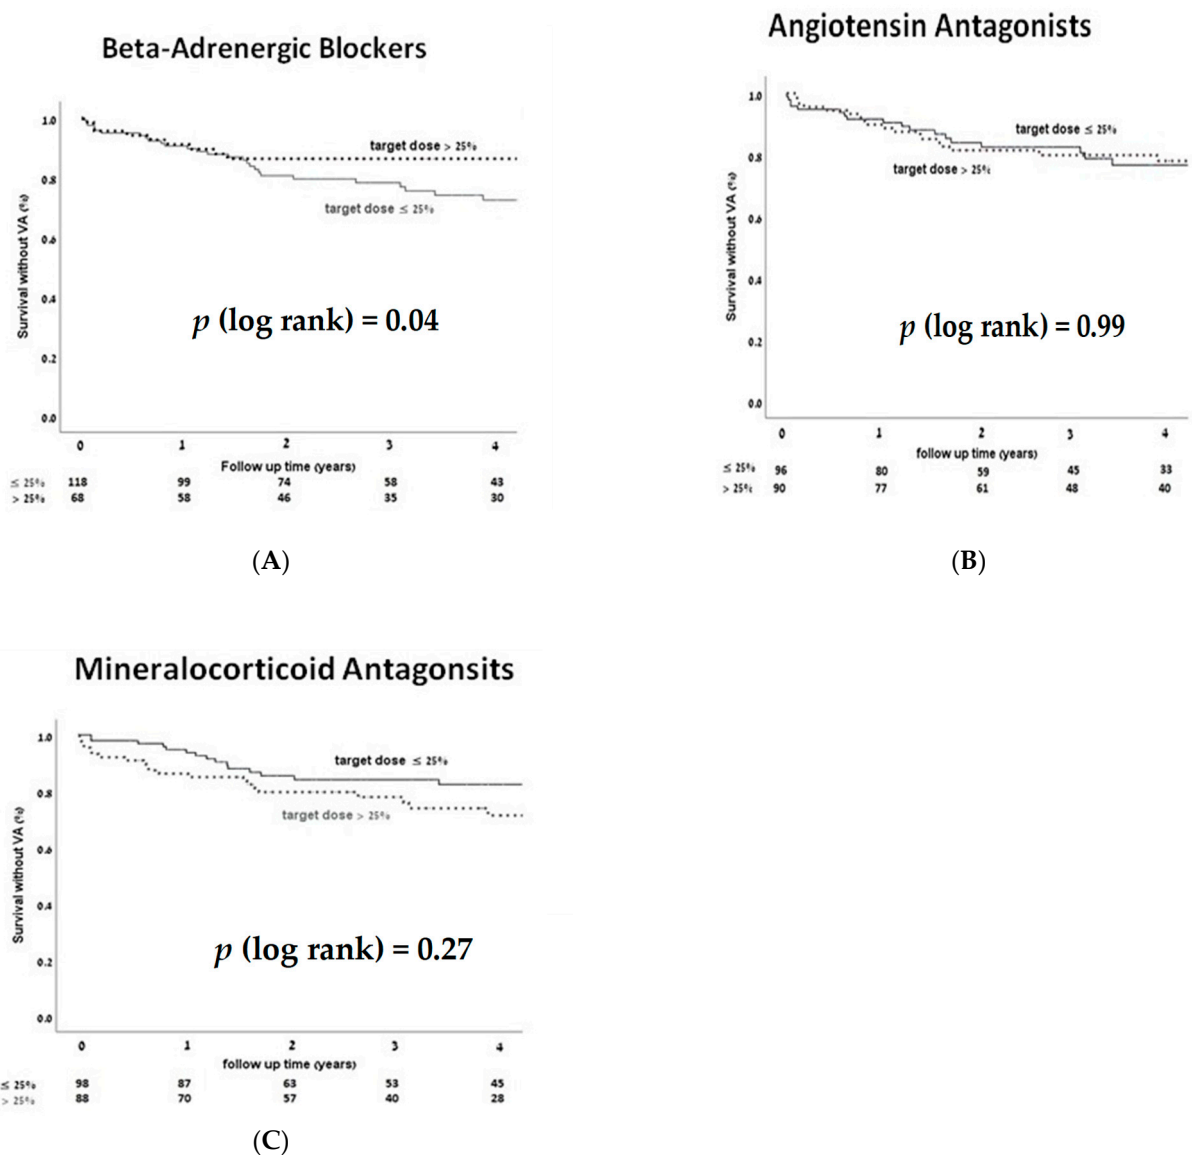 Beta-Adrenergic Blockers
1.0
0.8
0.6
0.4
0.2
0.0
Survival without VA (%)
target dose > 25%
target dose ≤ 25%
p (log rank) = 0.04
0 1 2 3 4
Follow up time (years)
≤ 25% 118 99 74 58 43
> 25% 68 58 46 35 30
(A)
Angiotensin Antagonists
1.0
0.8
0.6
0.4
0.2
0.0
Survival without VA (%)
target dose ≤ 25%
target dose > 25%
p (log rank) = 0.99
0 1 2 3 4
follow up time (years)
≤ 25% 96 80 59 45 33
> 25% 90 77 61 48 40
(B)
Mineralocorticoid Antagonsits
1.0
0.8
0.6
0.4
0.2
0.0
Survival without VA (%)
target dose ≤ 25%
target dose > 25%
p (log rank) = 0.27
0 1 2 3 4
follow up time (years)
≤ 25% 98 87 63 53 45
> 25% 88 70 57 40 28
(C)